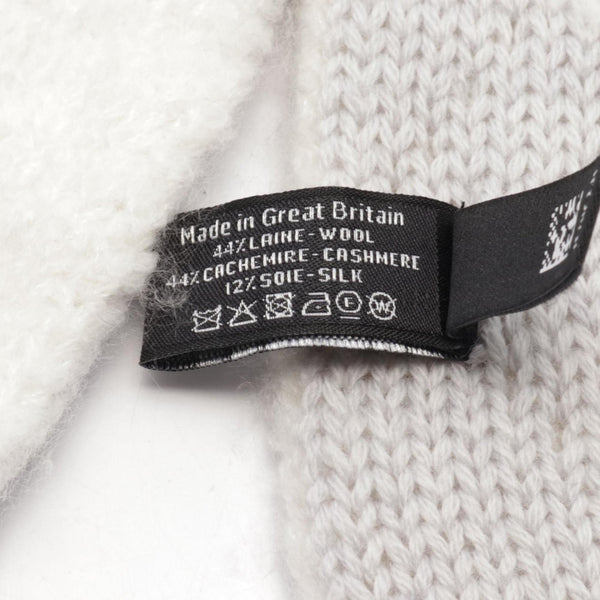 Made in Great Britain
44% LAINE-WOOL
44% CACHEMIRE-CASHMERE
12% SOIE-SILK